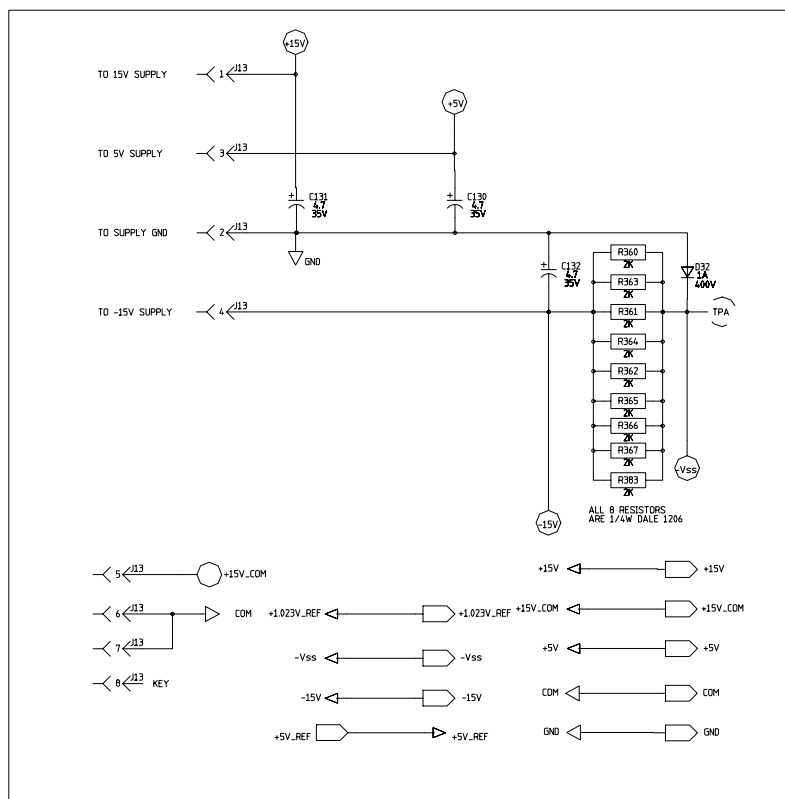 +15V
TO 15V SUPPLY 1 J13
+5V
TO 5V SUPPLY 3 J13
+ C131 4.7 35V
+ C130 4.7 35V
TO SUPPLY GND 2 J13
GND
+ C132 4.7 35V
R360 2K
D32 1A 400V
R363 2K
TO -15V SUPPLY 4 J13
R361 2K
TPA
R364 2K
R362 2K
R365 2K
R366 2K
R367 2K
-Vss
R383 2K
-15V
ALL 8 RESISTORS
ARE 1/4W DALE 1206
5 J13 +15V_COM
+15V +15V
6 J13 COM
+1.023V_REF +1.023V_REF
+15V_COM +15V_COM
7 J13
-Vss -Vss
+5V +5V
8 J13 KEY
-15V -15V
COM COM
+5V_REF +5V_REF
GND GND